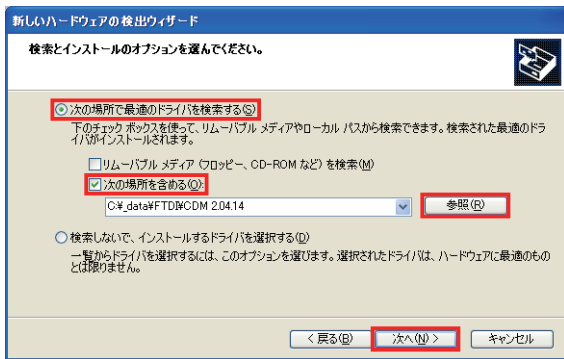 新しいハードウェアの検出ウィザード
検索とインストールのオプションを選んでください。
次の場所で最適のドライバを検索する(S)
下のチェック ボックスを使って、リムーバブル メディアやローカル パスから検索できます。検索された最適のドラ
イバがインストールされます。
リムーバブル メディア (フロッピー、CD-ROM など) を検索(M)
次の場所を含める(O):
C:¥_data¥FTDI¥CDM 2.04.14
参照(R)
検索しないで、インストールするドライバを選択する(D)
一覧からドライバを選択するには、このオプションを選びます。選択されたドライバは、ハードウェアに最適のもの
とは限りません。
< 戻る(B)
次へ(N) >
キャンセル